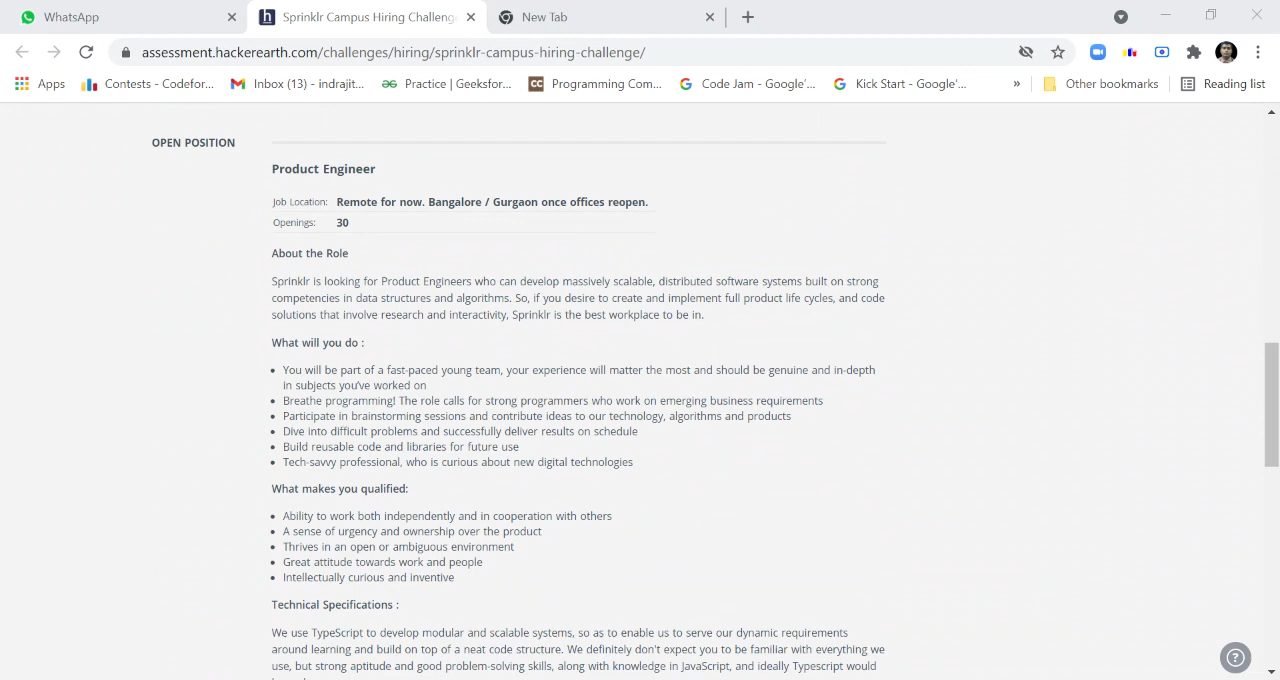 WhatsApp
Sprinklr Campus Hiring Challeng
New Tab
assessment.hackerearth.com/challenges/hiring/sprinklr-campus-hiring-challenge/
Apps
Contests - Codefor...
Inbox (13) - indrajit...
Practice | Geeksfor...
CC
Programming Com...
Code Jam - Google'...
Kick Start - Google'...
»
Other bookmarks
Reading list
OPEN POSITION
Product Engineer
Job Location: Remote for now. Bangalore / Gurgaon once offices reopen.
Openings: 30
About the Role
Sprinklr is looking for Product Engineers who can develop massively scalable, distributed software systems built on strong
competencies in data structures and algorithms. So, if you desire to create and implement full product life cycles, and code
solutions that involve research and interactivity, Sprinklr is the best workplace to be in.
What will you do :
• You will be part of a fast-paced young team, your experience will matter the most and should be genuine and in-depth
in subjects you've worked on
• Breathe programming! The role calls for strong programmers who work on emerging business requirements
• Participate in brainstorming sessions and contribute ideas to our technology, algorithms and products
• Dive into difficult problems and successfully deliver results on schedule
• Build reusable code and libraries for future use
• Tech-savvy professional, who is curious about new digital technologies
What makes you qualified:
• Ability to work both independently and in cooperation with others
• A sense of urgency and ownership over the product
• Thrives in an open or ambiguous environment
• Great attitude towards work and people
• Intellectually curious and inventive
Technical Specifications :
We use TypeScript to develop modular and scalable systems, so as to enable us to serve our dynamic requirements
around learning and build on top of a neat code structure. We definitely don't expect you to be familiar with everything we
use, but strong aptitude and good problem-solving skills, along with knowledge in JavaScript, and ideally Typescript would